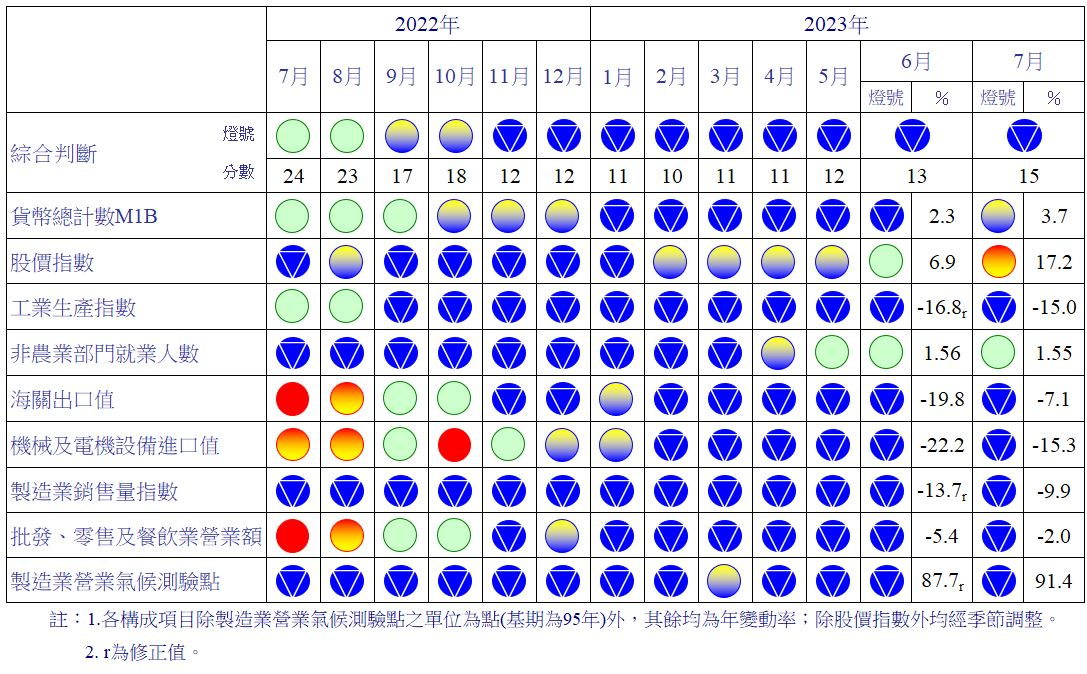 2022年 2023年
7月 8月 9月 10月 11月 12月 1月 2月 3月 4月 5月 6月 7月
燈號 % 燈號 %
綜合判斷 燈號
分數 24 23 17 18 12 12 11 10 11 11 12 13 15
貨幣總計數M1B 2.3 3.7
股價指數 6.9 17.2
工業生產指數 -16.8r -15.0
非農業部門就業人數 1.56 1.55
海關出口值 -19.8 -7.1
機械及電機設備進口值 -22.2 -15.3
製造業銷售量指數 -13.7r -9.9
批發、零售及餐飲業營業額 -5.4 -2.0
製造業營業氣候測驗點 87.7r 91.4
註：1.各構成項目除製造業營業氣候測驗點之單位為點(基期為95年)外，其餘均為年變動率；除股價指數外均經季節調整。
2. r為修正值。